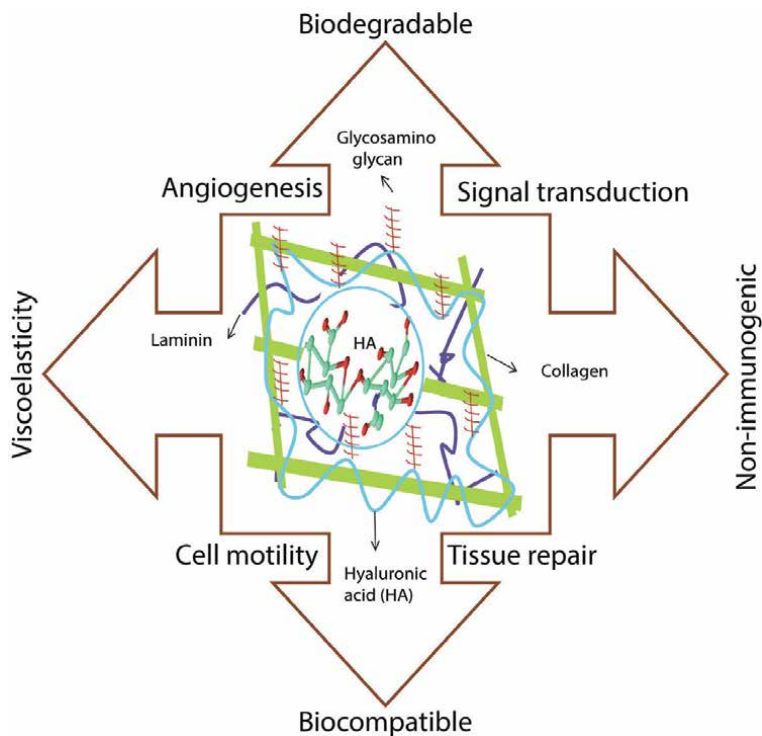 Biodegradable
Glycosamino
glycan
Angiogenesis
Signal transduction
Viscoelasticity
Laminin
HA
Collagen
Non-immunogenic
Cell motility
Tissue repair
Hyaluronic
acid (HA)
Biocompatible